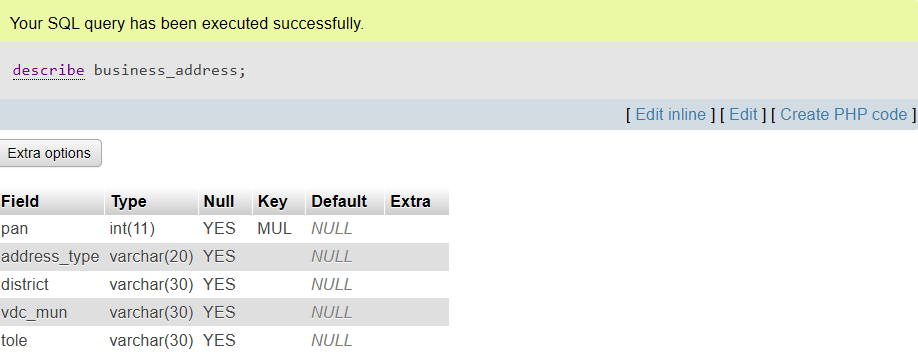 Your SQL query has been executed successfully.
describe business_address;
[ Edit inline ] [ Edit ] [ Create PHP code ]
Extra options
Field Type Null Key Default Extra
pan int(11) YES MUL NULL
address_type varchar(20) YES NULL
district varchar(30) YES NULL
vdc_mun varchar(30) YES NULL
tole varchar(30) YES NULL